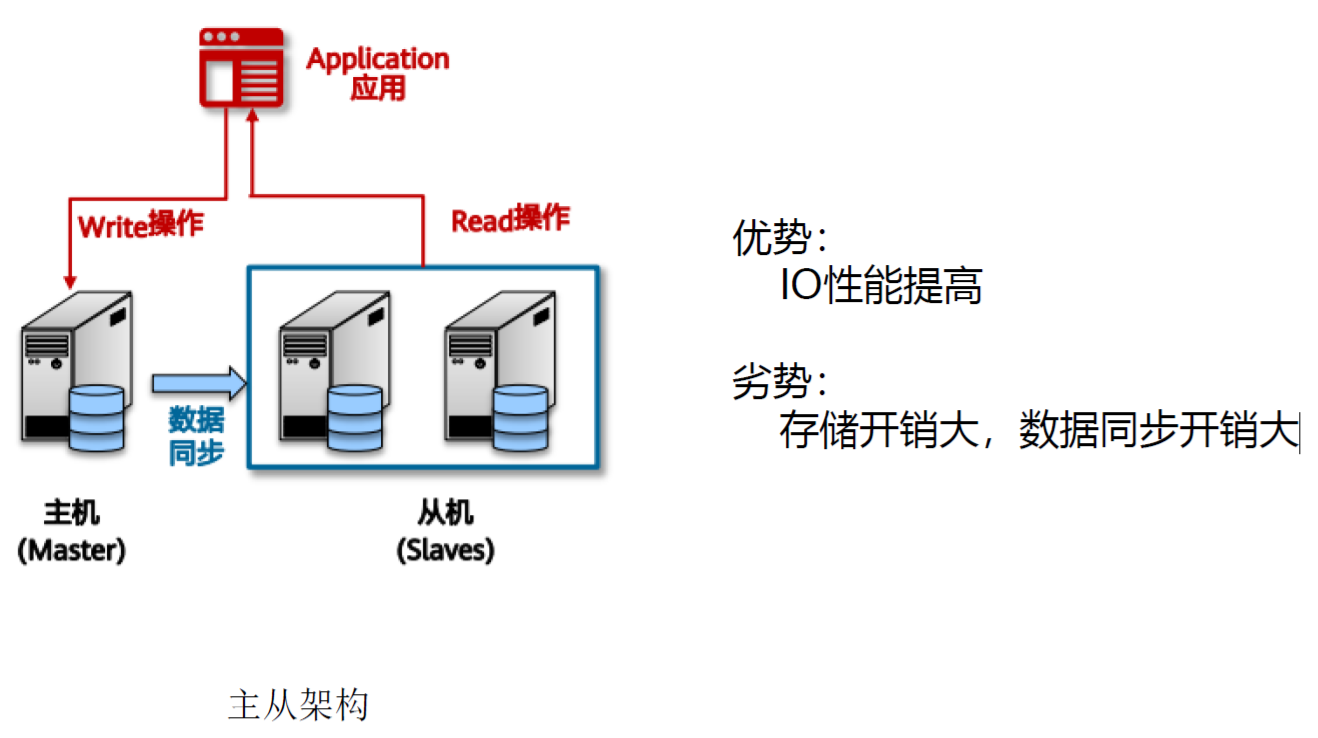 Application
应用
Write操作
Read操作
数据
同步
主机
(Master)
从机
(Slaves)
主从架构
优势：
IO性能提高
劣势：
存储开销大，数据同步开销大